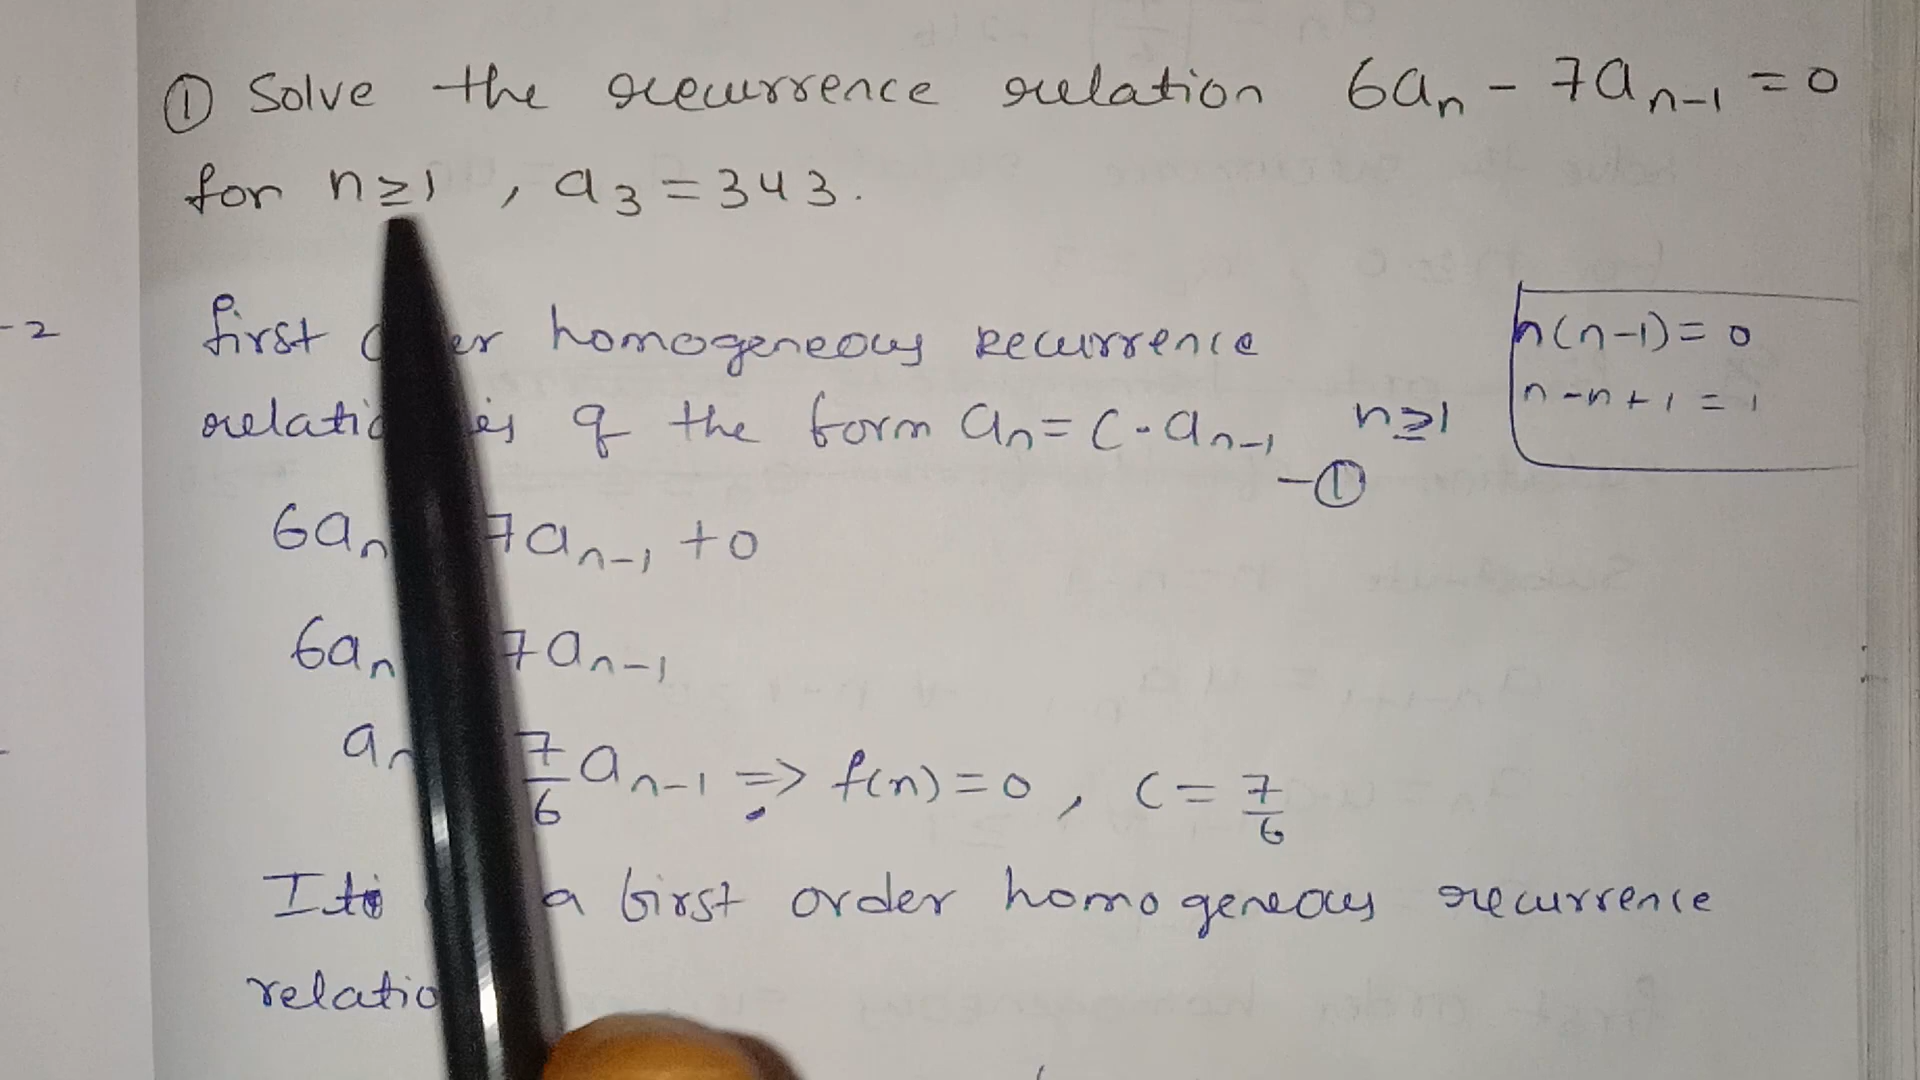 ① Solve the recurrence relation 6aₙ - 7aₙ₋₁ = 0
for n ≥ 1 , a₃ = 343.
first homogeneous recurrence
is of the form aₙ = C·aₙ₋₁ n ≥ 1
-①
n(n-1) = 0
n-n+1 = 1
6aₙ 7aₙ₋₁ + 0
6aₙ 7aₙ₋₁
aₙ 7/6 aₙ₋₁ => f(n) = 0 , C = 7/6
a first order homogeneous recurrence
relatio
-2